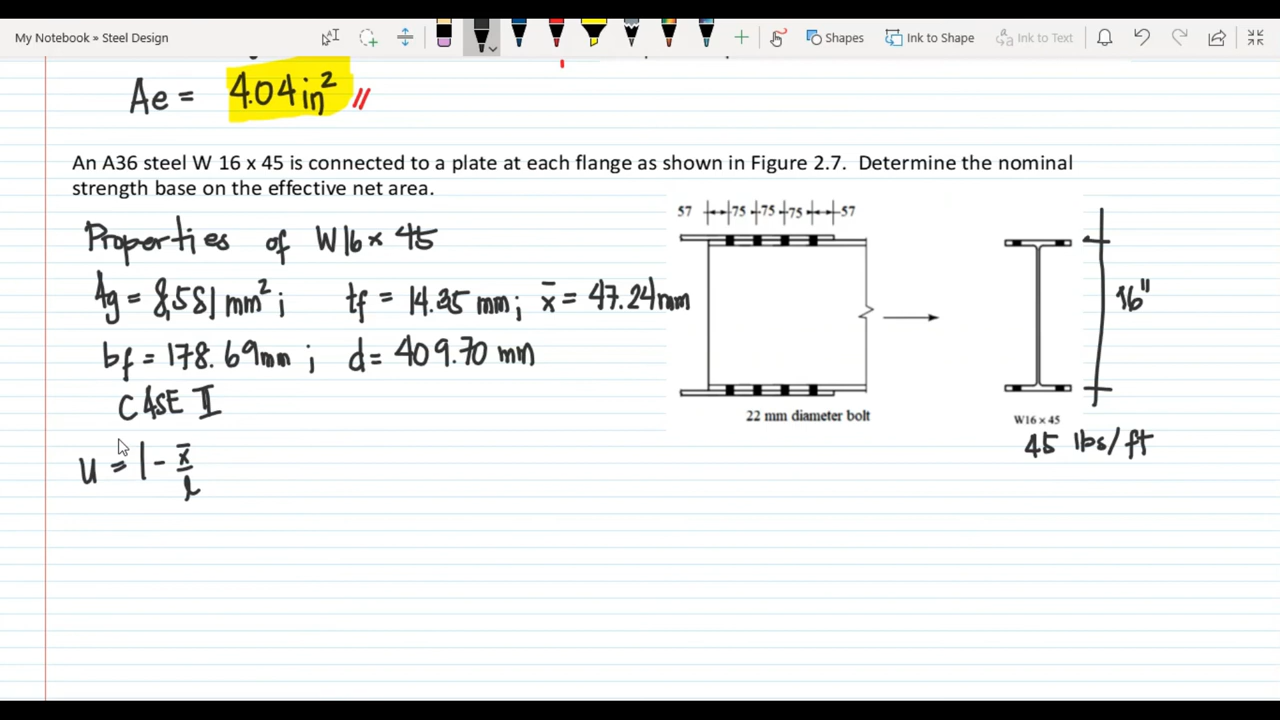 My Notebook » Steel Design
Shapes
Ink to Shape
Ink to Text
Ae = 4.04 in²
An A36 steel W 16 x 45 is connected to a plate at each flange as shown in Figure 2.7. Determine the nominal
strength base on the effective net area.
Properties of W16 x 45
Ag = 8,581 mm² ; tf = 14.35 mm ; x̄ = 47.24 mm
bf = 178.69 mm ; d = 409.70 mm
CASE II
U = 1 - x̄/l
57 75 75 75 57
22 mm diameter bolt
16"
W16 × 45
45 lbs/ft